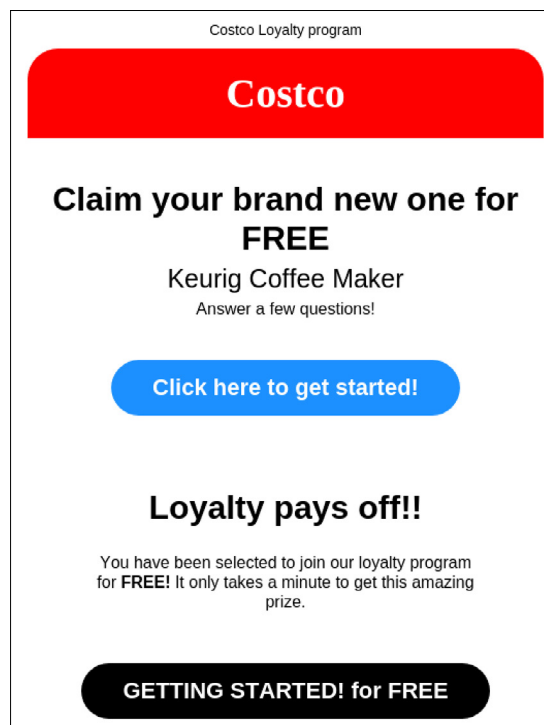 Costco Loyalty program
Costco
Claim your brand new one for
FREE
Keurig Coffee Maker
Answer a few questions!
Click here to get started!
Loyalty pays off!!
You have been selected to join our loyalty program
for FREE! It only takes a minute to get this amazing
prize.
GETTING STARTED! for FREE